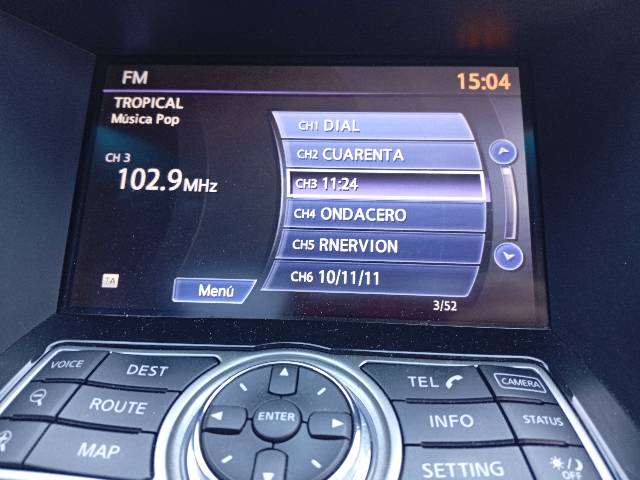 FM
15:04
TROPICAL
Música Pop
CH 3
102.9MHz
CH1 DIAL
CH2 CUARENTA
CH3 11:24
CH4 ONDACERO
CH5 RNERVION
CH6 10/11/11
TA
Menú
3/52
VOICE
DEST
ROUTE
MAP
ENTER
TEL
CAMERA
INFO
STATUS
SETTING
OFF